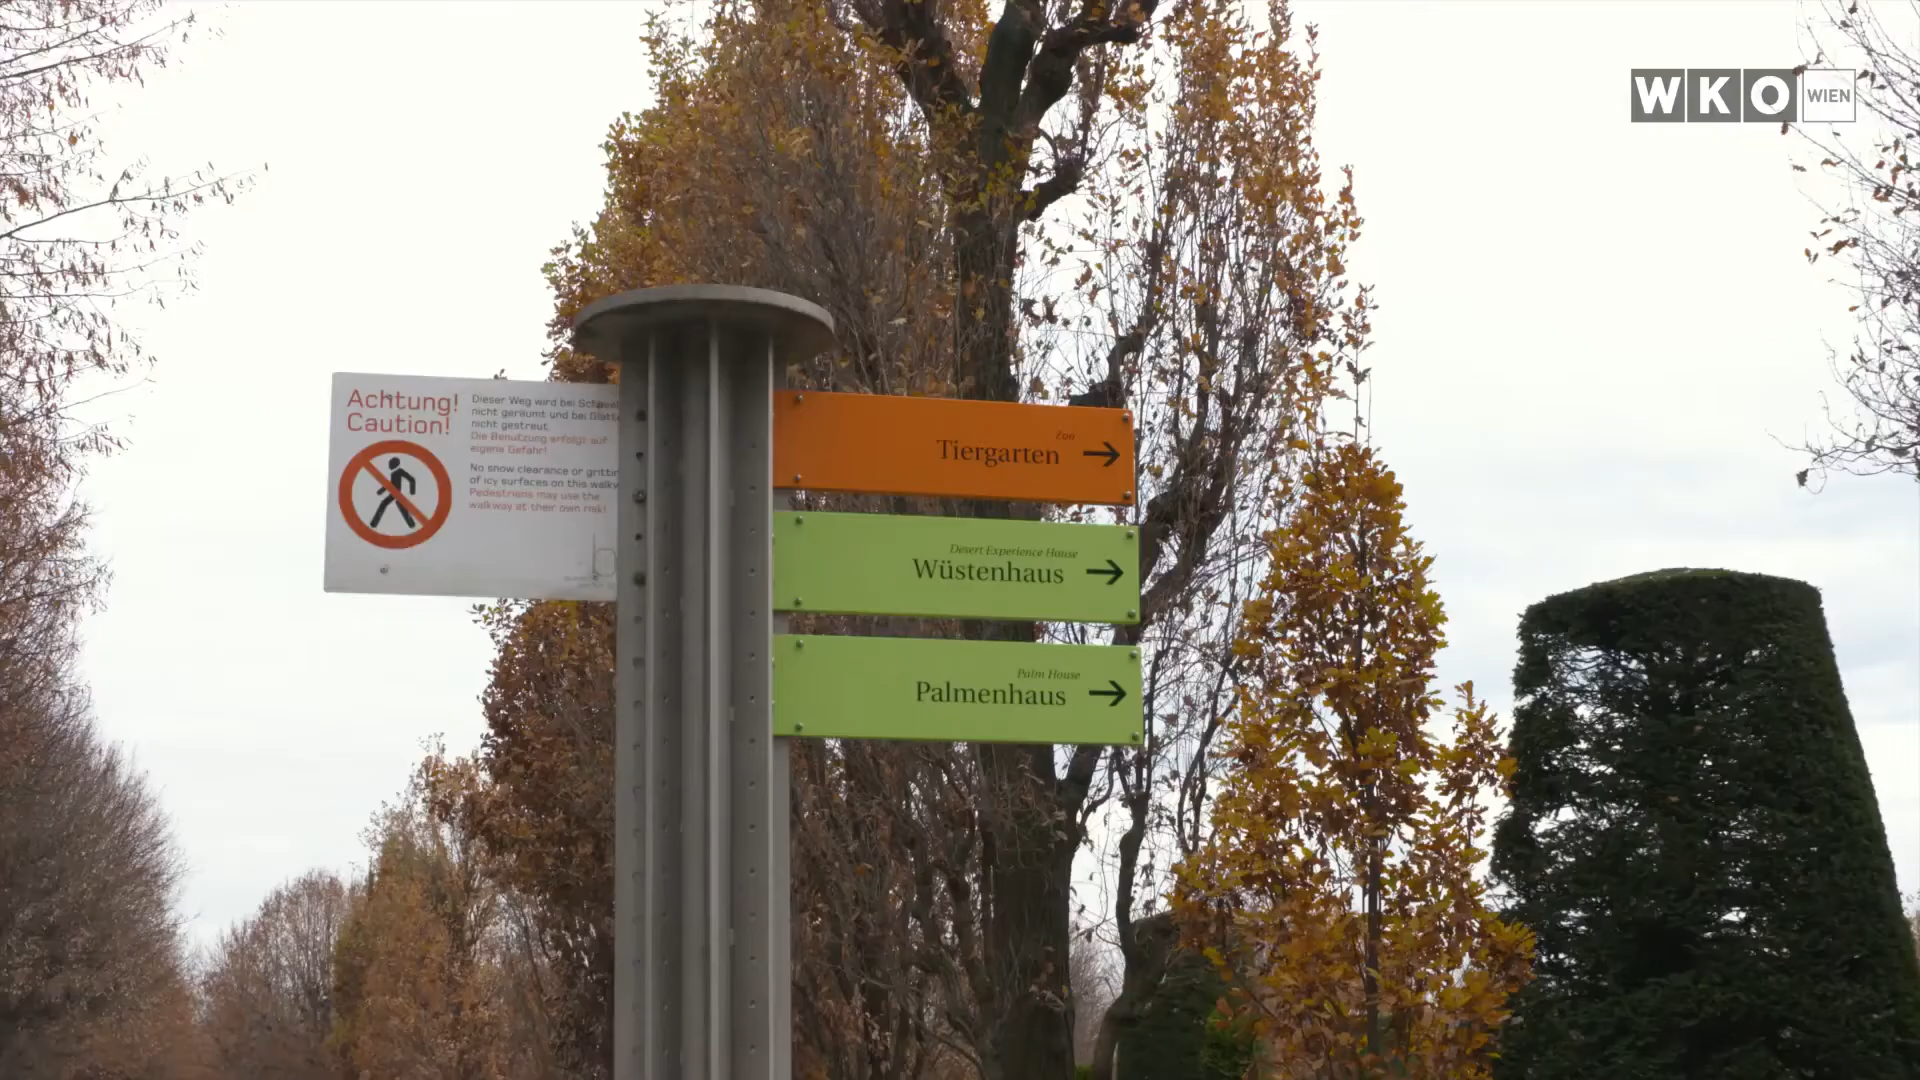 WKO WIEN
Achtung!
Caution!
Dieser Weg wird bei
nicht geräumt und bei
nicht gestreut.
Die Benutzung erfolgt auf
eigene Gefahr!
No snow clearance or
of icy surfaces on this
Pedestrians may use the
walkway at their own risk!
Zoo
Tiergarten →
Desert Experience House
Wüstenhaus →
Palm House
Palmenhaus →